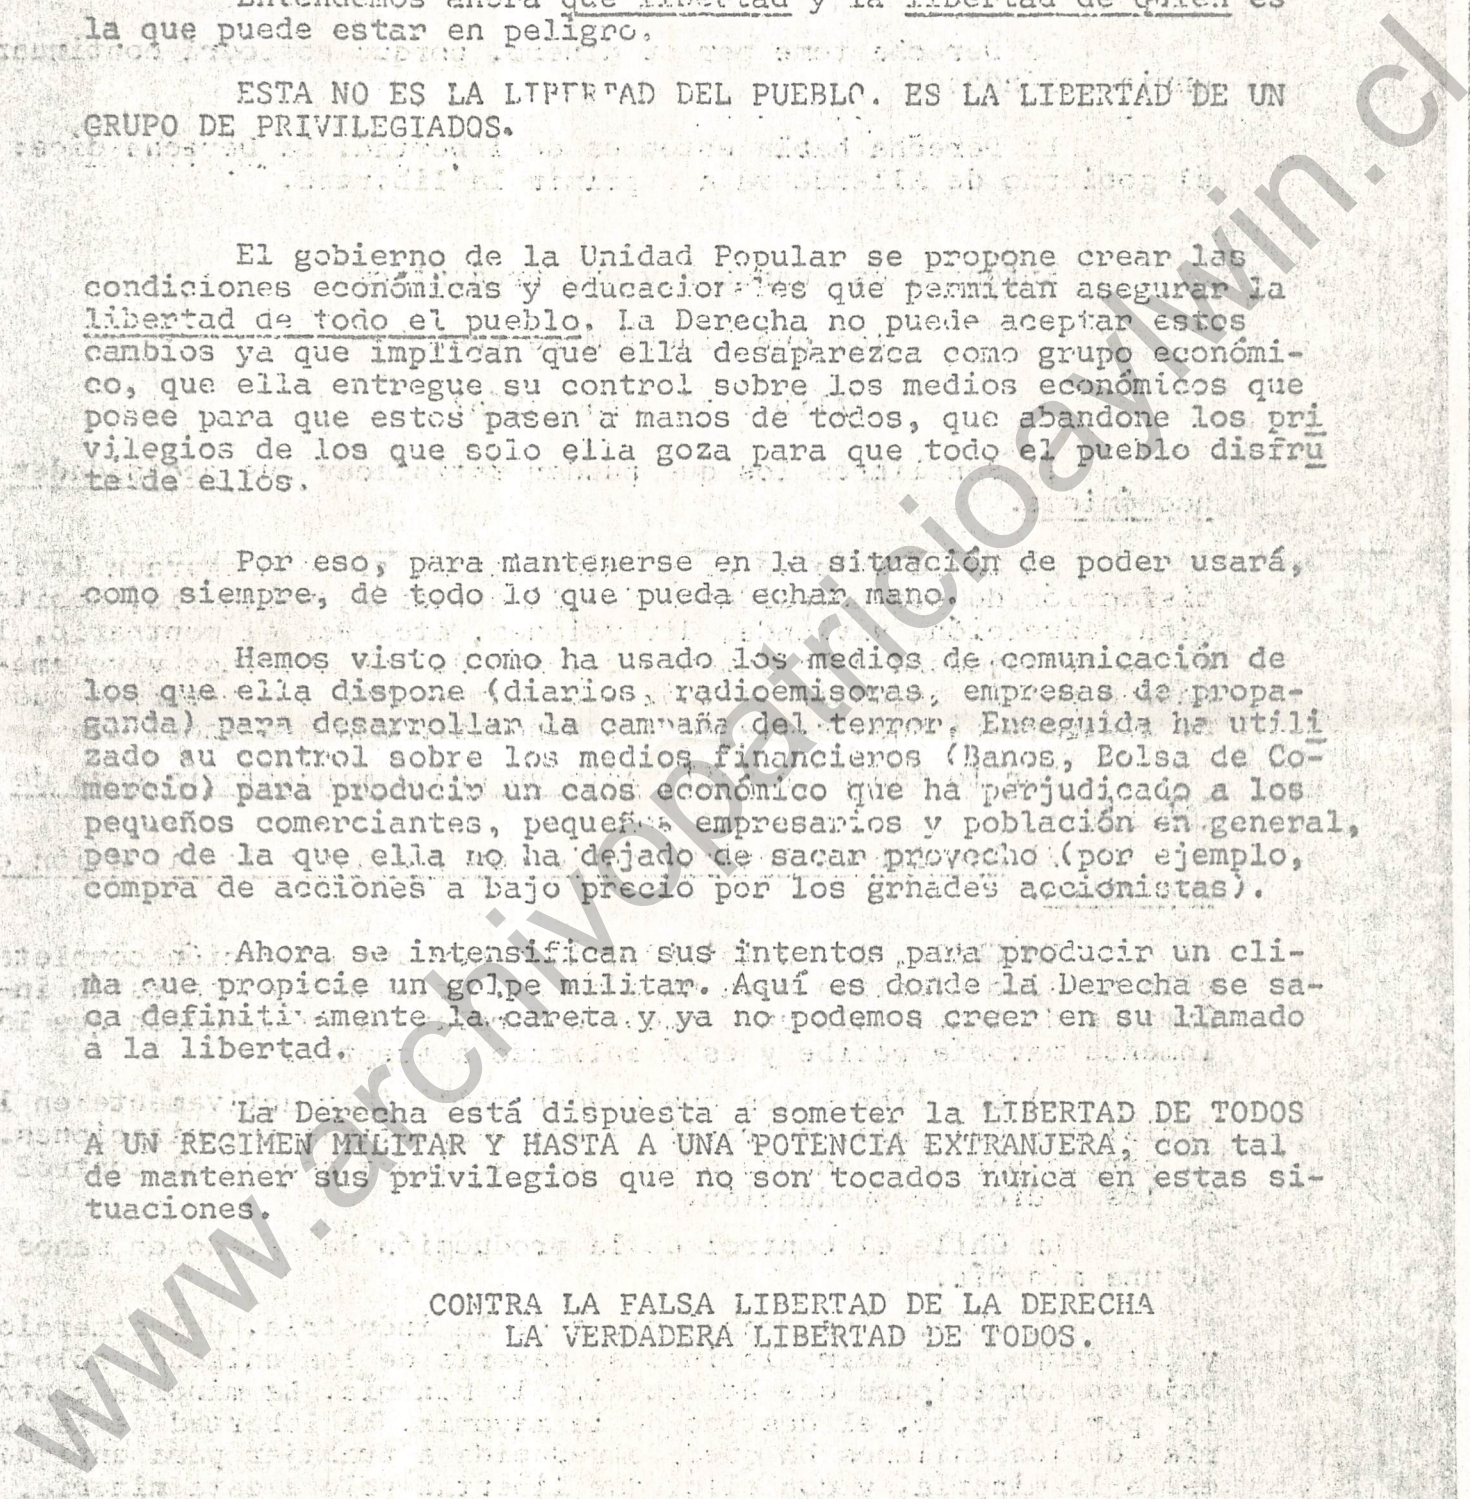 Entendemos ahora que libertad y la libertad de quien es
la que puede estar en peligro.
ESTA NO ES LA LIBERTAD DEL PUEBLO. ES LA LIBERTAD DE UN
GRUPO DE PRIVILEGIADOS.
El gobierno de la Unidad Popular se propone crear las
condiciones económicas y educacionales que permitan asegurar la
libertad de todo el pueblo. La Derecha no puede aceptar estos
cambios ya que implican que ella desaparezca como grupo económi-
co, que ella entregue su control sobre los medios económicos que
posee para que estos pasen a manos de todos, que abandone los pri
vilegios de los que solo ella goza para que todo el pueblo disfru
te de ellos.
Por eso, para mantenerse en la situación de poder usará,
como siempre, de todo lo que pueda echar mano.
Hemos visto como ha usado los medios de comunicación de
los que ella dispone (diarios, radioemisoras, empresas de propa-
ganda) para desarrollar la campaña del terror. Enseguida ha utili
zado su control sobre los medios financieros (Banos, Bolsa de Co-
mercio) para producir un caos económico que ha perjudicado a los
pequeños comerciantes, pequeños empresarios y población en general,
pero de la que ella no ha dejado de sacar provecho (por ejemplo,
compra de acciones a bajo precio por los grnades accionistas).
Ahora se intensifican sus intentos para producir un cli-
ma que propicie un golpe militar. Aquí es donde la Derecha se sa-
ca definitivamente la careta y ya no podemos creer en su llamado
a la libertad.
La Derecha está dispuesta a someter la LIBERTAD DE TODOS
A UN REGIMEN MILITAR Y HASTA A UNA POTENCIA EXTRANJERA, con tal
de mantener sus privilegios que no son tocados nunca en estas si-
tuaciones.
CONTRA LA FALSA LIBERTAD DE LA DERECHA
LA VERDADERA LIBERTAD DE TODOS.
www.archivopatricioaylwin.cl